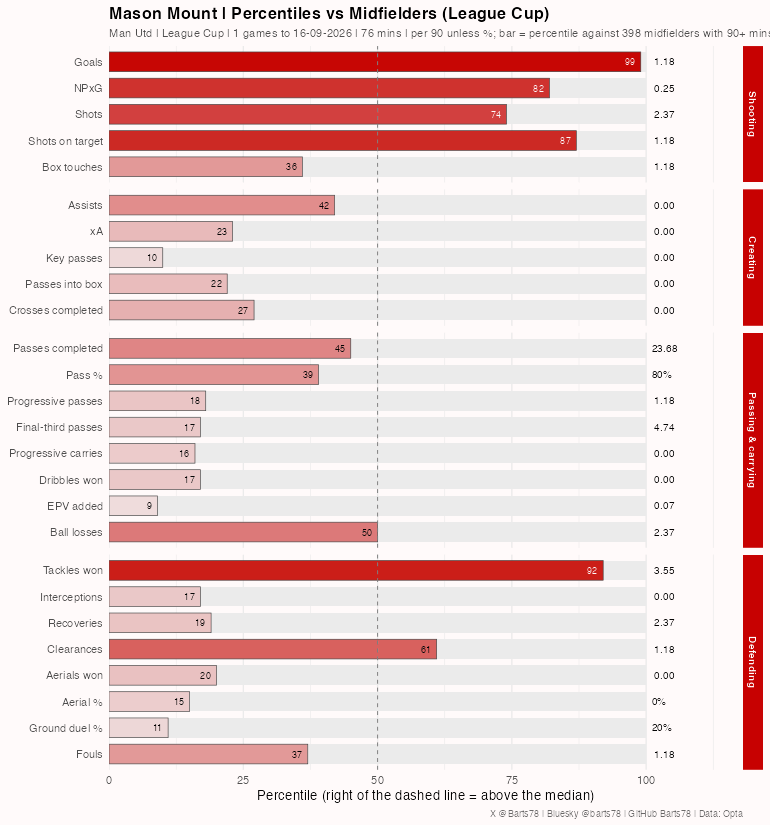 Mason Mount | Percentiles vs Midfielders (League Cup)
Man Utd | League Cup | 1 games to 16-09-2026 | 76 mins | per 90 unless %; bar = percentile against 398 midfielders with 90+ mins
Goals 99 1.18
NPxG 82 0.25
Shots 74 2.37
Shots on target 87 1.18
Box touches 36 1.18
Shooting
Assists 42 0.00
xA 23 0.00
Key passes 10 0.00
Passes into box 22 0.00
Crosses completed 27 0.00
Creating
Passes completed 45 23.68
Pass % 39 80%
Progressive passes 18 1.18
Final-third passes 17 4.74
Progressive carries 16 0.00
Dribbles won 17 0.00
EPV added 9 0.07
Ball losses 50 2.37
Passing & carrying
Tackles won 92 3.55
Interceptions 17 0.00
Recoveries 19 2.37
Clearances 61 1.18
Aerials won 20 0.00
Aerial % 15 0%
Ground duel % 11 20%
Fouls 37 1.18
Defending
0 25 50 75 100
Percentile (right of the dashed line = above the median)
X @Barts78 | Bluesky @barts78 | GitHub Barts78 | Data: Opta